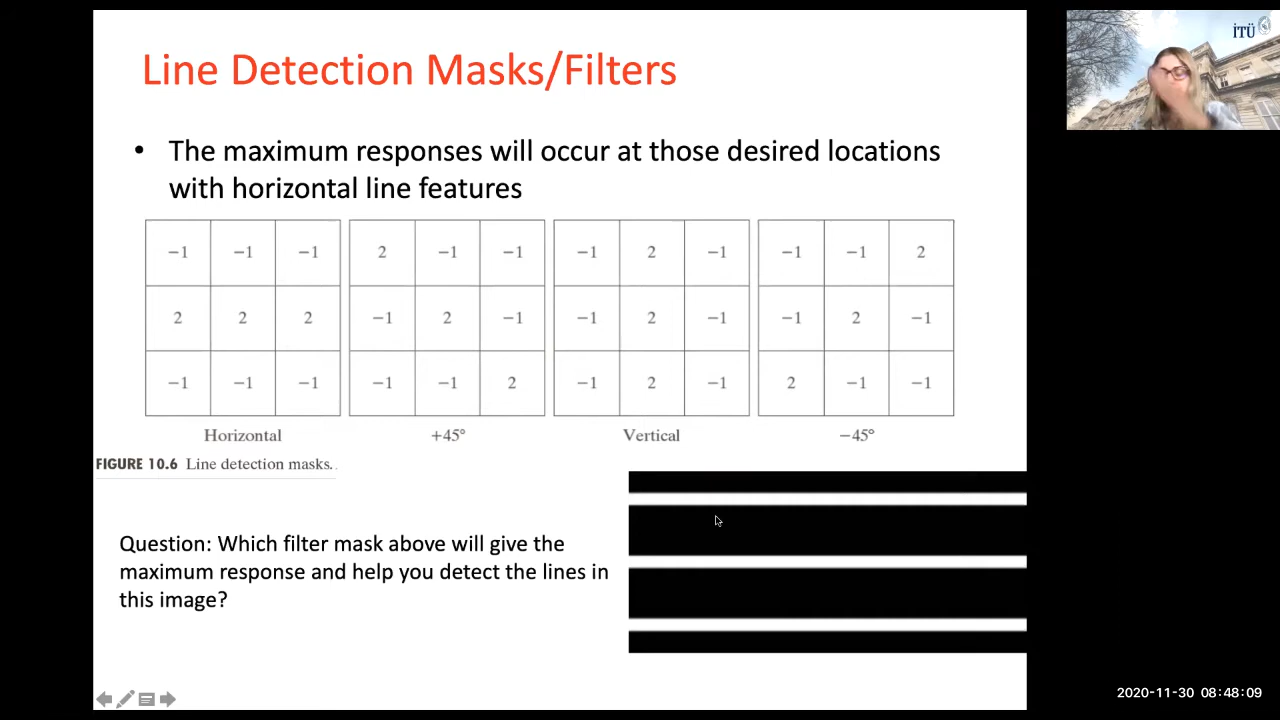 Line Detection Masks/Filters
İTÜ
• The maximum responses will occur at those desired locations
with horizontal line features
−1 −1 −1 2 −1 −1 −1 2 −1 −1 −1 2
2 2 2 −1 2 −1 −1 2 −1 −1 2 −1
−1 −1 −1 −1 −1 2 −1 2 −1 2 −1 −1
Horizontal +45° Vertical −45°
FIGURE 10.6 Line detection masks.
Question: Which filter mask above will give the
maximum response and help you detect the lines in
this image?
2020-11-30 08:48:09